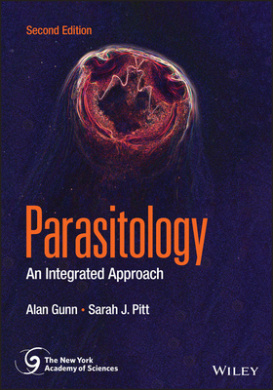 Second Edition
Parasitology
An Integrated Approach
Alan Gunn • Sarah J. Pitt
The New York
Academy of Sciences
WILEY